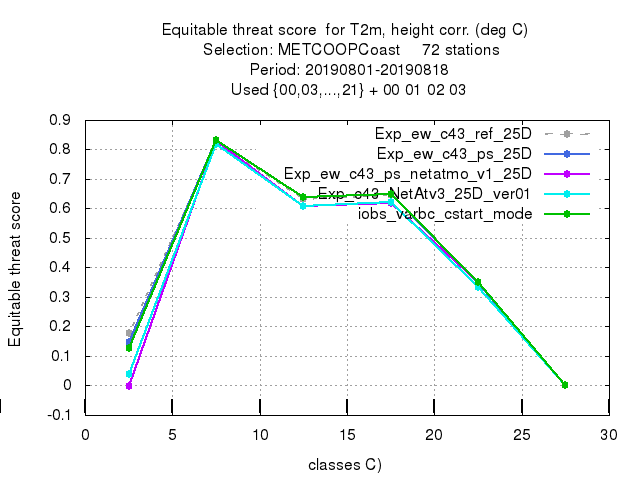 Equitable threat score  for T2m, height corr. (deg C)
Selection: METCOOPCoast     72 stations
Period: 20190801-20190818
Used {00,03,...,21} + 00 01 02 03
Exp_ew_c43_ref_25D
Exp_ew_c43_ps_25D
Exp_ew_c43_ps_netatmo_v1_25D
Exp_c43_NetAtv3_25D_ver01
iobs_varbc_cstart_mode
Equitable threat score
0.9
0.8
0.7
0.6
0.5
0.4
0.3
0.2
0.1
0
-0.1
0 5 10 15 20 25 30
classes C)